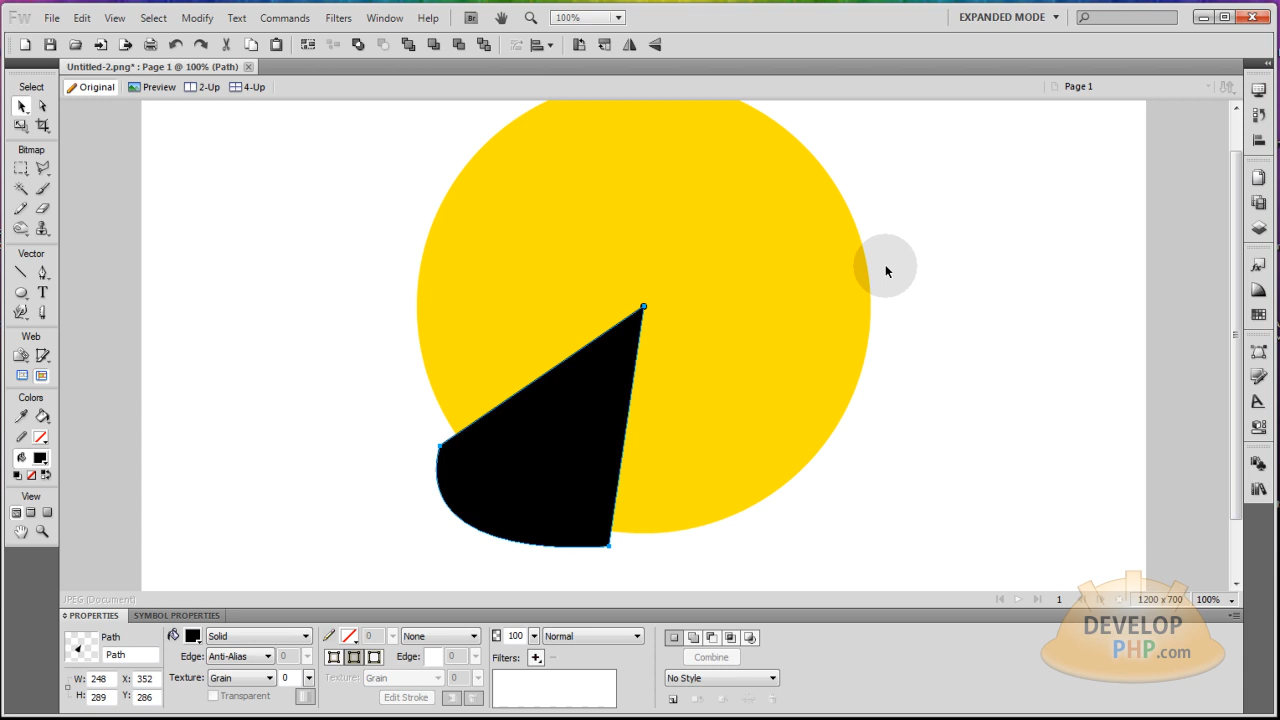 Fw File Edit View Select Modify Text Commands Filters Window Help Br 100% EXPANDED MODE
Untitled-2.png* : Page 1 @ 100% (Path)
Original Preview 2-Up 4-Up Page 1
Select
Bitmap
Vector
T
Web
Colors
View
JPEG (Document) 1 1200 x 700 100%
PROPERTIES SYMBOL PROPERTIES
Path Solid 0 None 100 Normal
Path Edge: Anti-Alias 0 Edge: 0 Filters: Combine
W: 248 X: 352 Texture: Grain 0 Texture: Grain 0 No Style
H: 289 Y: 286 Transparent Edit Stroke
DEVELOP
PHP.com